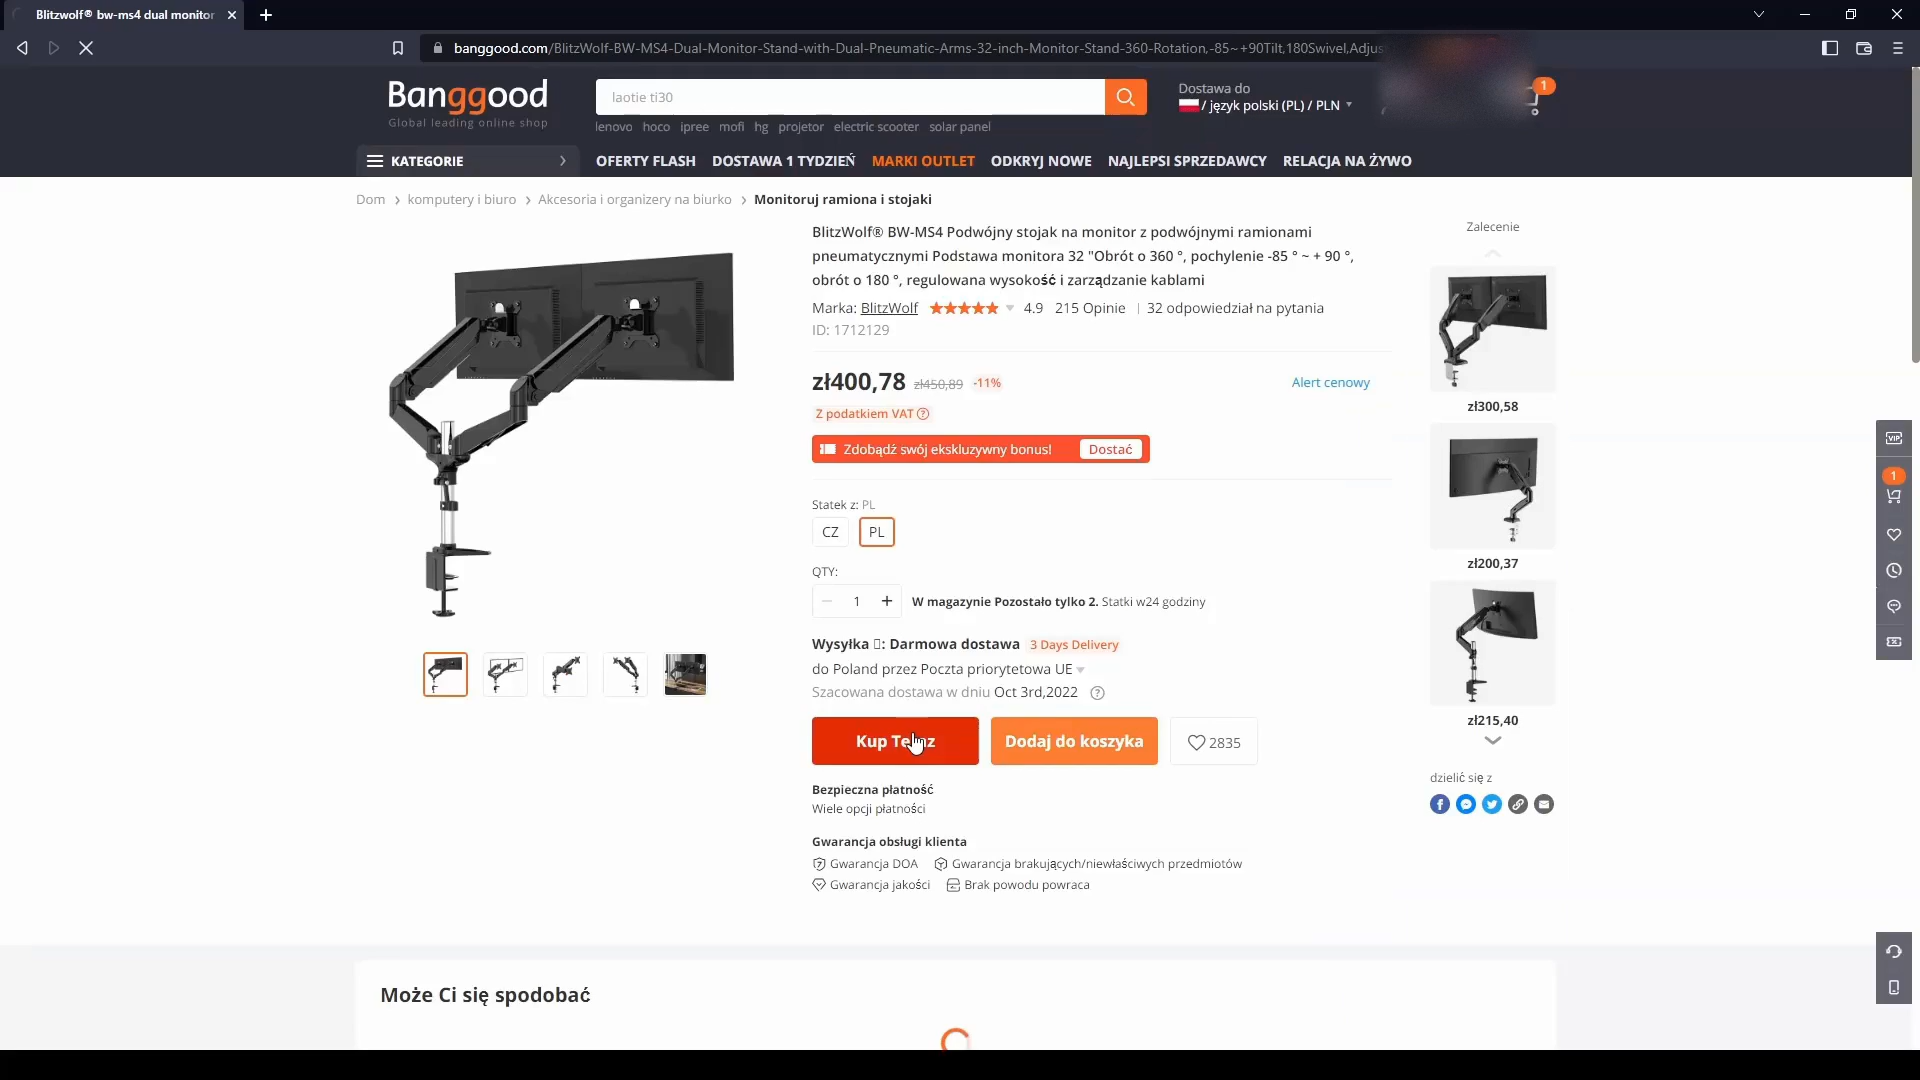 Blitzwolf® bw-ms4 dual monitor
banggood.com/BlitzWolf-BW-MS4-Dual-Monitor-Stand-with-Dual-Pneumatic-Arms-32-inch-Monitor-Stand-360-Rotation,-85~+90Tilt,180Swivel,Adjus
Banggood
Global leading online shop
laotie ti30
lenovo hoco ipree mofi hg projetor electric scooter solar panel
Dostawa do
/ język polski (PL) / PLN
1
KATEGORIE
OFERTY FLASH DOSTAWA 1 TYDZIEŃ MARKI OUTLET ODKRYJ NOWE NAJLEPSI SPRZEDAWCY RELACJA NA ŻYWO
Dom > komputery i biuro > Akcesoria i organizery na biurko > Monitoruj ramiona i stojaki
BlitzWolf® BW-MS4 Podwójny stojak na monitor z podwójnymi ramionami
pneumatycznymi Podstawa monitora 32 "Obrót o 360 °, pochylenie -85 ° ~ + 90 °,
obrót o 180 °, regulowana wysokość i zarządzanie kablami
Marka: BlitzWolf 4.9 215 Opinie | 32 odpowiedział na pytania
ID: 1712129
zł400,78 zł450,89 -11%
Alert cenowy
Z podatkiem VAT
Zdobądź swój ekskluzywny bonus! Dostać
Statek z: PL
CZ PL
QTY:
1 W magazynie Pozostało tylko 2. Statki w24 godziny
Wysyłka : Darmowa dostawa 3 Days Delivery
do Poland przez Poczta priorytetowa UE
Szacowana dostawa w dniu Oct 3rd,2022
Kup Dodaj do koszyka 2835
Bezpieczna płatność
Wiele opcji płatności
Gwarancja obsługi klienta
Gwarancja DOA Gwarancja brakujących/niewłaściwych przedmiotów
Gwarancja jakości Brak powodu powraca
Zalecenie
zł300,58
zł200,37
zł215,40
dzielić się z
VIP
1
Może Ci się spodobać